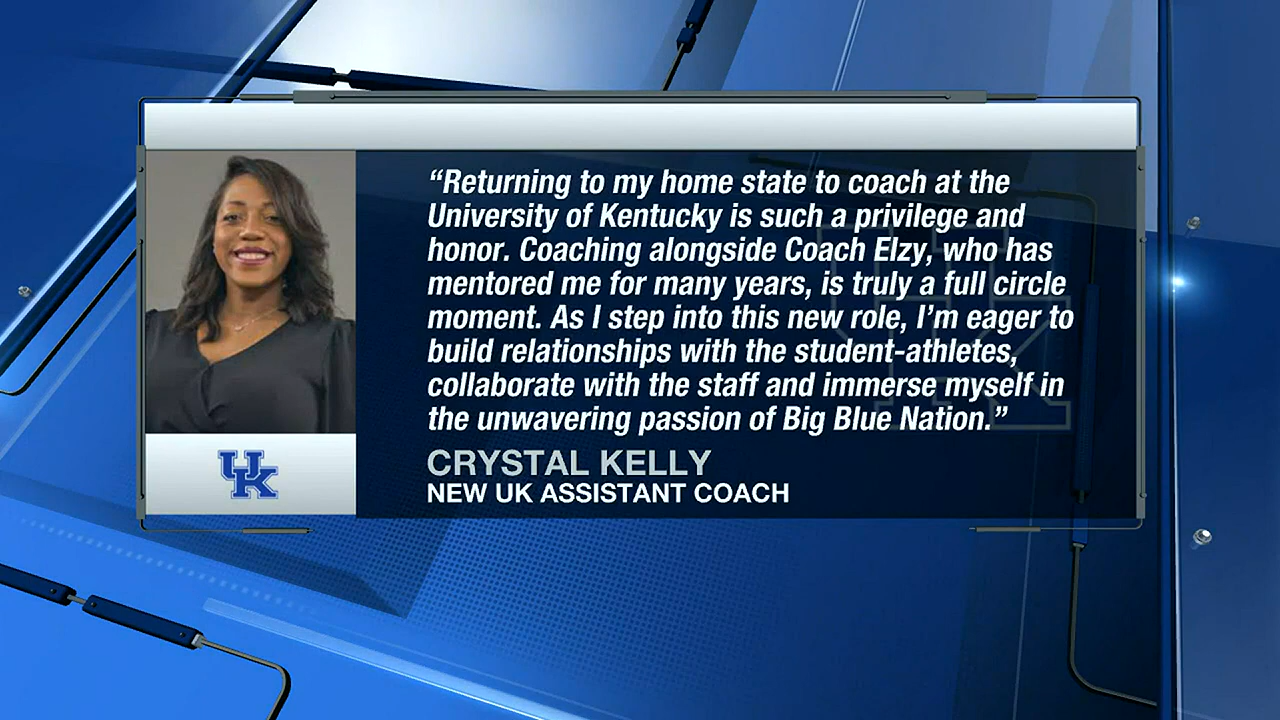 “Returning to my home state to coach at the
University of Kentucky is such a privilege and
honor. Coaching alongside Coach Elzy, who has
mentored me for many years, is truly a full circle
moment. As I step into this new role, I’m eager to
build relationships with the student-athletes,
collaborate with the staff and immerse myself in
the unwavering passion of Big Blue Nation.”
CRYSTAL KELLY
NEW UK ASSISTANT COACH
UK